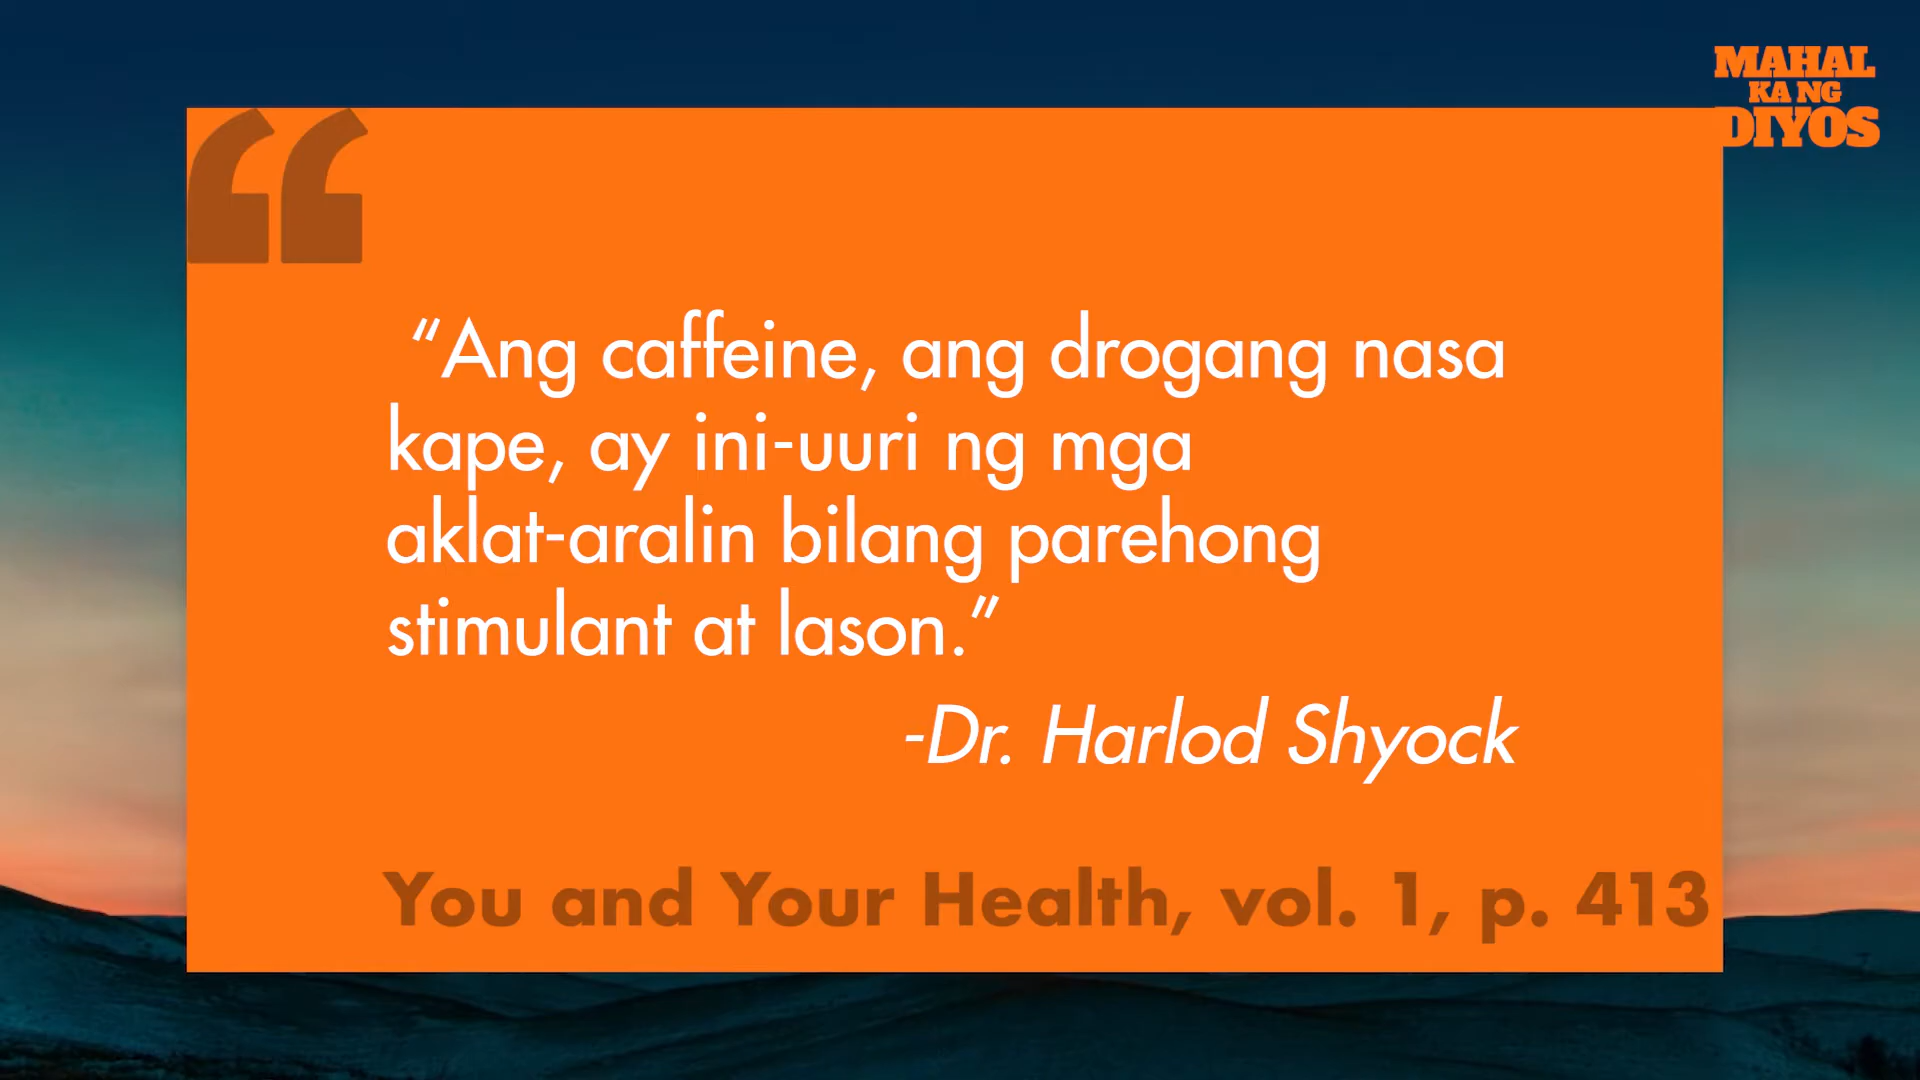 MAHAL
KA NG
DIYOS
“Ang caffeine, ang drogang nasa
kape, ay ini-uuri ng mga
aklat-aralin bilang parehong
stimulant at lason.”
-Dr. Harlod Shyock
You and Your Health, vol. 1, p. 413